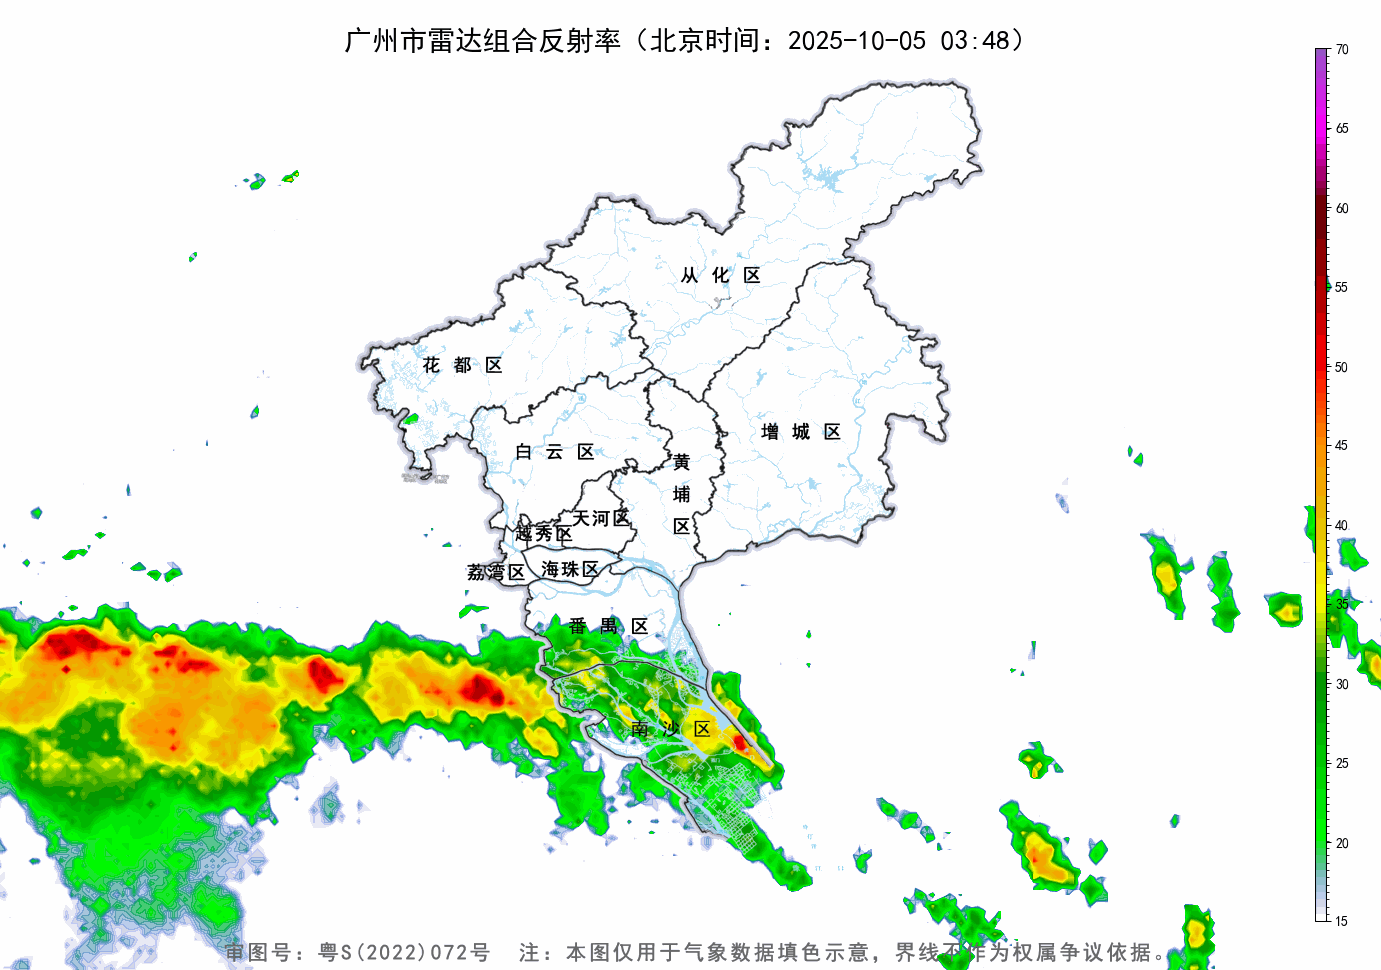 广州市雷达组合反射率（北京时间：2025-10-05 03:48）
70
65
60
55
50
45
40
35
30
25
20
15
从化区
花都区
增城区
白云区
黄埔区
天河区
越秀区
荔湾区
海珠区
番禺区
南沙区
审图号：粤S(2022)072号 注：本图仅用于气象数据填色示意，界线不作为权属争议依据。